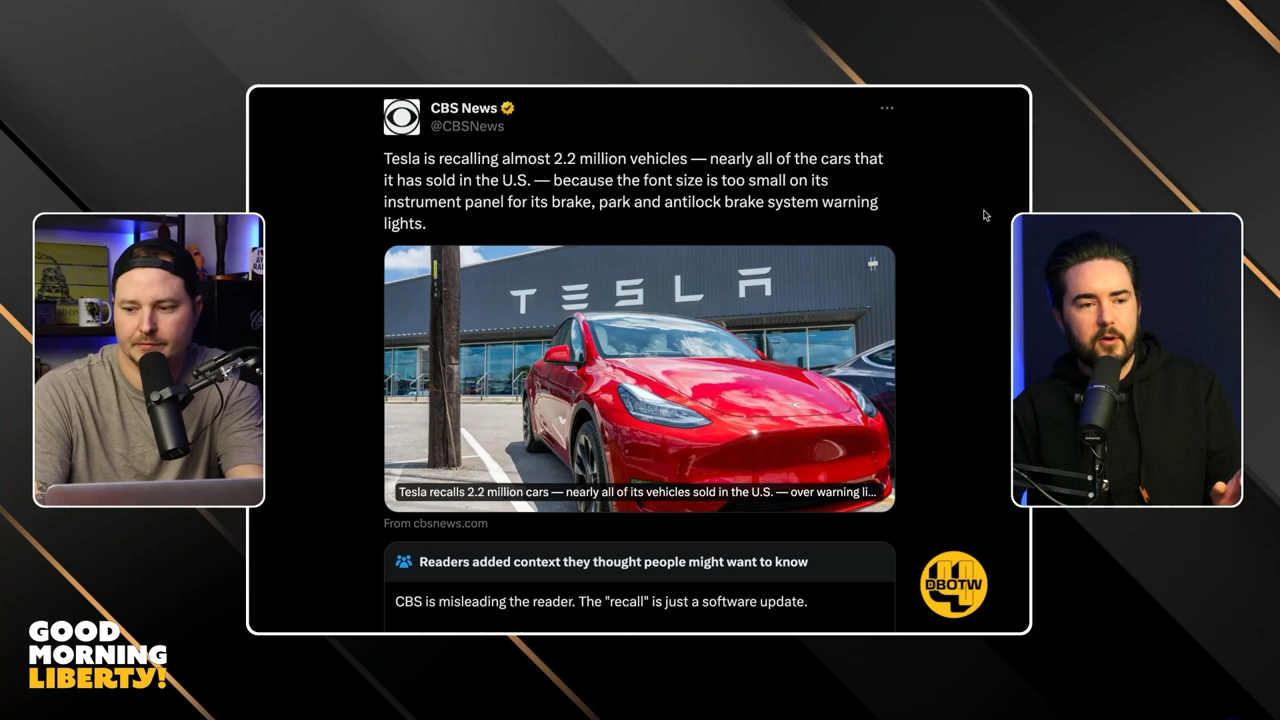 CBS News
@CBSNews
Tesla is recalling almost 2.2 million vehicles — nearly all of the cars that
it has sold in the U.S. — because the font size is too small on its
instrument panel for its brake, park and antilock brake system warning
lights.
TESLA
Tesla recalls 2.2 million cars — nearly all of its vehicles sold in the U.S. — over warning li...
From cbsnews.com
Readers added context they thought people might want to know
CBS is misleading the reader. The "recall" is just a software update.
DBOTW
GOOD
MORNING
LIBERTY!